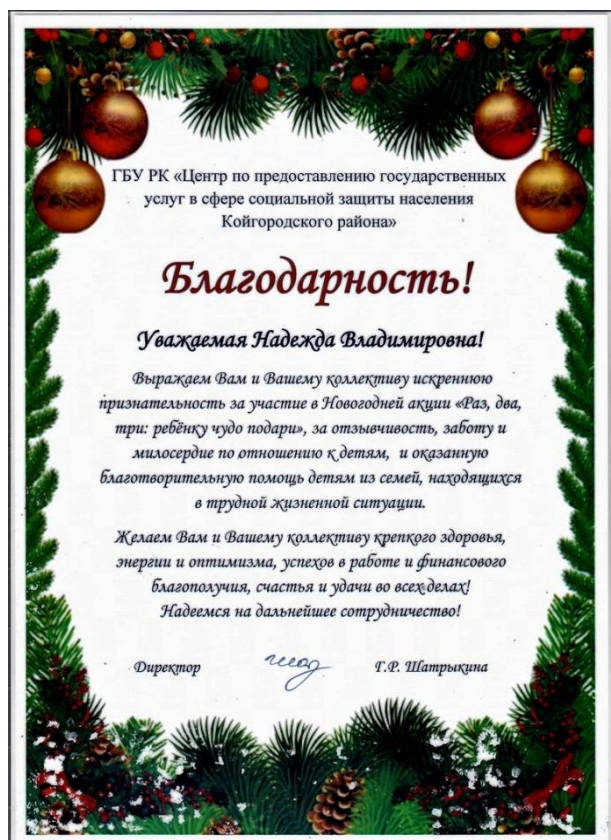 ГБУ РК «Центр по предоставлению государственных
услуг в сфере социальной защиты населения
Койгородского района»
Благодарность!
Уважаемая Надежда Владимировна!
Выражаем Вам и Вашему коллективу искреннюю
признательность за участие в Новогодней акции «Раз, два,
три: ребёнку чудо подари», за отзывчивость, заботу и
милосердие по отношению к детям, и оказанную
благотворительную помощь детям из семей, находящихся
в трудной жизненной ситуации.
Желаем Вам и Вашему коллективу крепкого здоровья,
энергии и оптимизма, успехов в работе и финансового
благополучия, счастья и удачи во всех делах!
Надеемся на дальнейшее сотрудничество!
Директор Г.Р. Шатрыкина